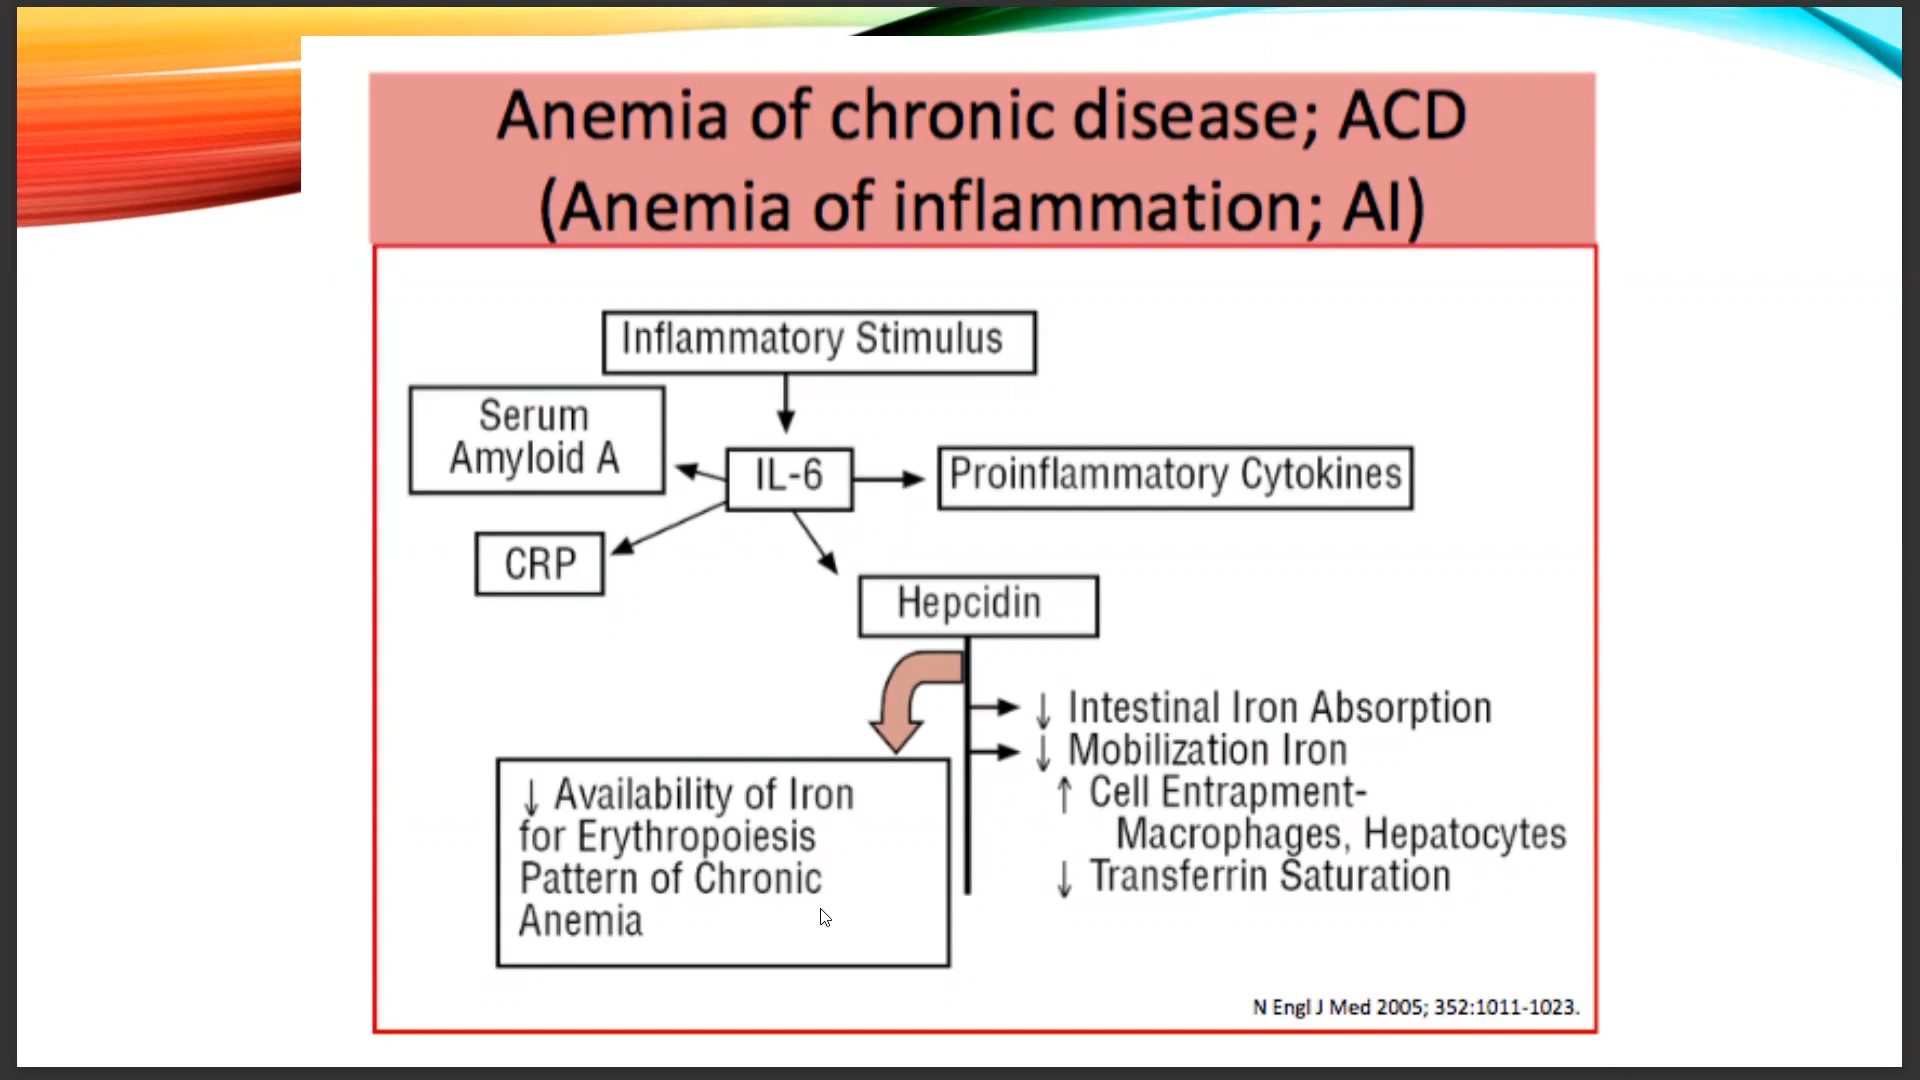 Anemia of chronic disease; ACD
(Anemia of inflammation; AI)
Inflammatory Stimulus
Serum
Amyloid A
IL-6
Proinflammatory Cytokines
CRP
Hepcidin
↓ Intestinal Iron Absorption
↓ Mobilization Iron
↑ Cell Entrapment-
Macrophages, Hepatocytes
↓ Transferrin Saturation
↓ Availability of Iron
for Erythropoiesis
Pattern of Chronic
Anemia
N Engl J Med 2005; 352:1011-1023.